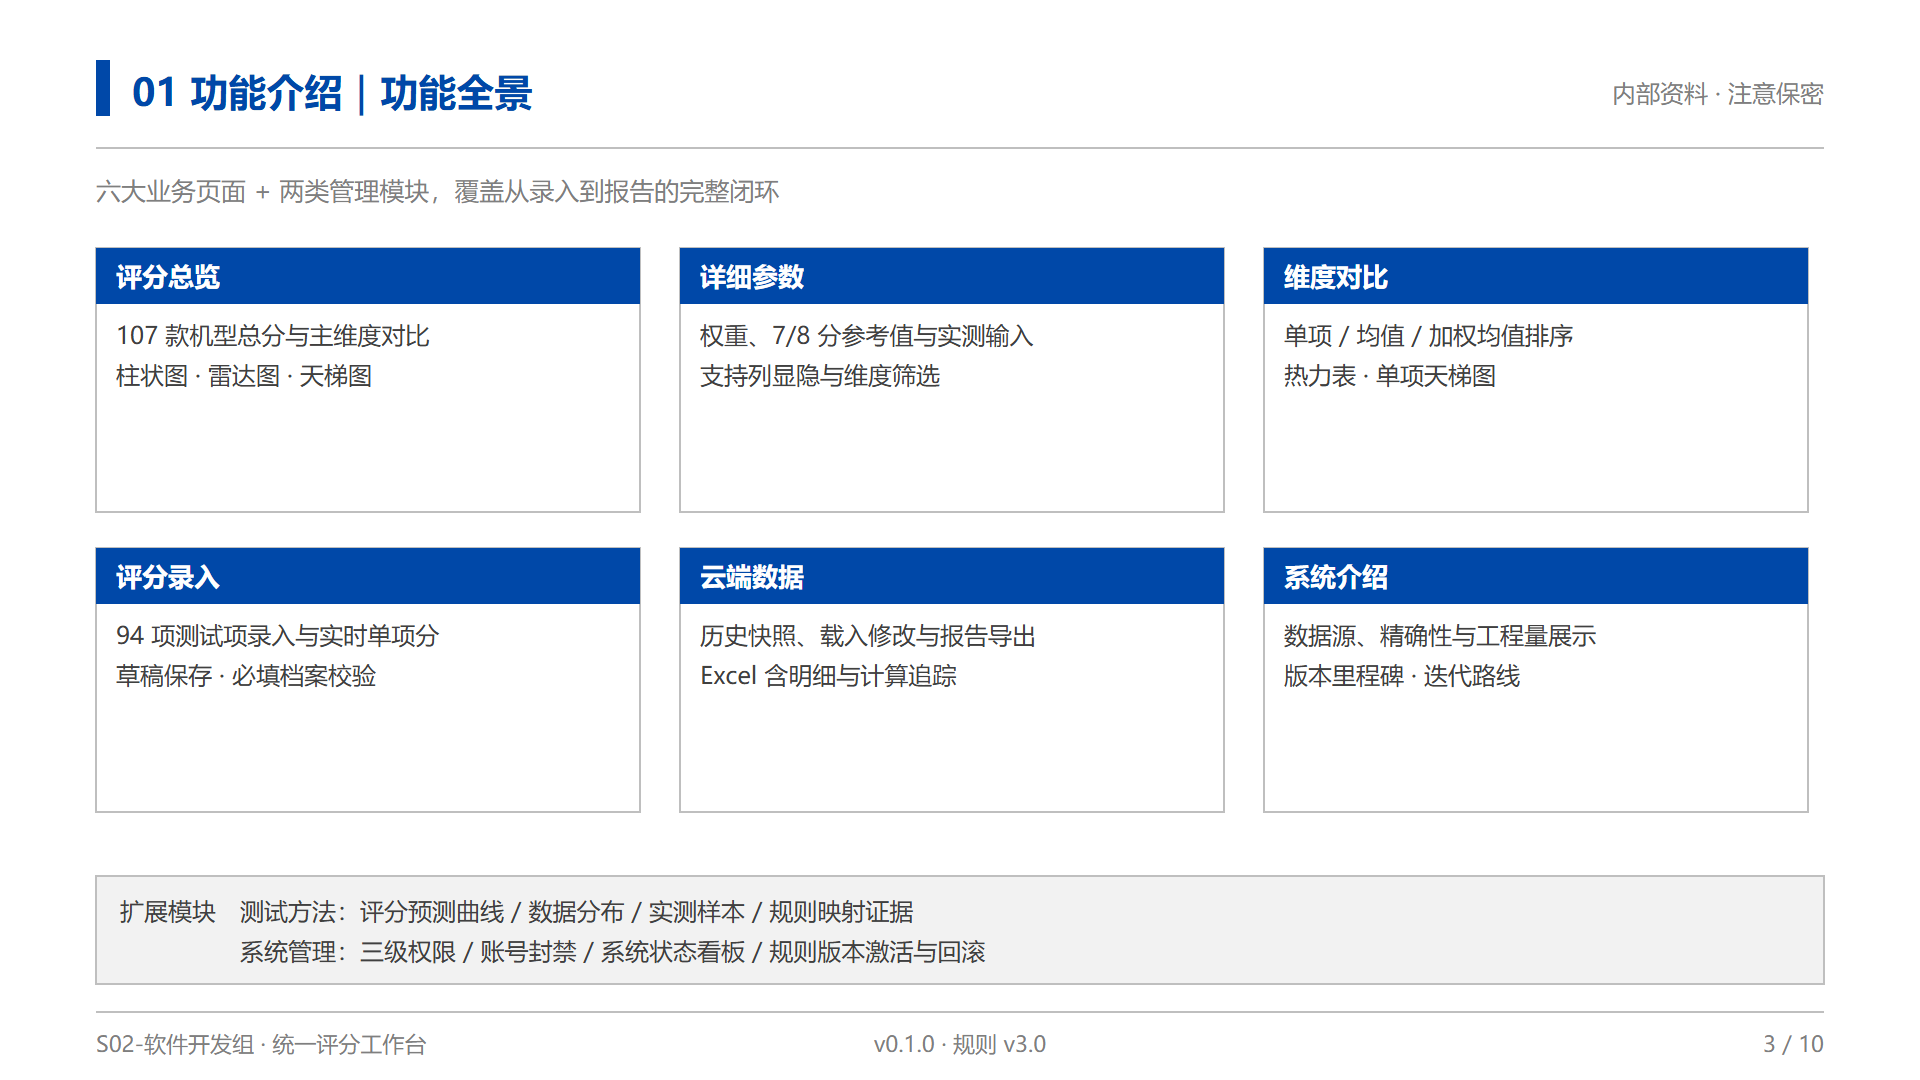 01 功能介绍｜功能全景
内部资料 · 注意保密
六大业务页面 + 两类管理模块，覆盖从录入到报告的完整闭环
评分总览
107 款机型总分与主维度对比
柱状图 · 雷达图 · 天梯图
详细参数
权重、7/8 分参考值与实测输入
支持列显隐与维度筛选
维度对比
单项 / 均值 / 加权均值排序
热力表 · 单项天梯图
评分录入
94 项测试项录入与实时单项分
草稿保存 · 必填档案校验
云端数据
历史快照、载入修改与报告导出
Excel 含明细与计算追踪
系统介绍
数据源、精确性与工程量展示
版本里程碑 · 迭代路线
扩展模块　测试方法：评分预测曲线 / 数据分布 / 实测样本 / 规则映射证据
系统管理：三级权限 / 账号封禁 / 系统状态看板 / 规则版本激活与回滚
S02-软件开发组 · 统一评分工作台
v0.1.0 · 规则 v3.0
3 / 10